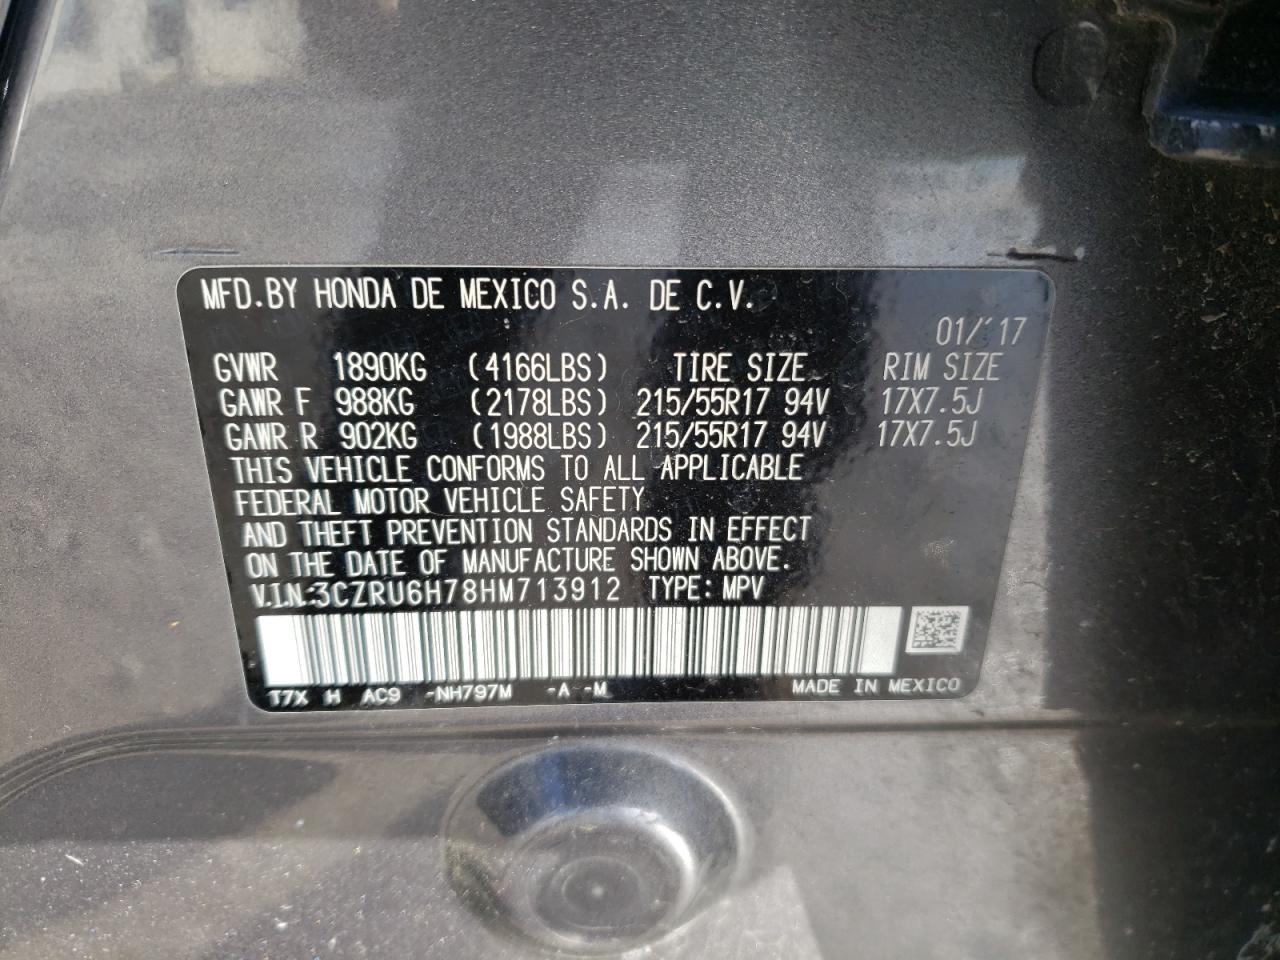 MFD.BY HONDA DE MEXICO S.A. DE C.V.
01/'17
GVWR 1890KG (4166LBS) TIRE SIZE RIM SIZE
GAWR F 988KG (2178LBS) 215/55R17 94V 17X7.5J
GAWR R 902KG (1988LBS) 215/55R17 94V 17X7.5J
THIS VEHICLE CONFORMS TO ALL APPLICABLE
FEDERAL MOTOR VEHICLE SAFETY
AND THEFT PREVENTION STANDARDS IN EFFECT
ON THE DATE OF MANUFACTURE SHOWN ABOVE.
V.I.N.:3CZRU6H78HM713912 TYPE: MPV
T7X H AC9 -NH797M -A -M MADE IN MEXICO